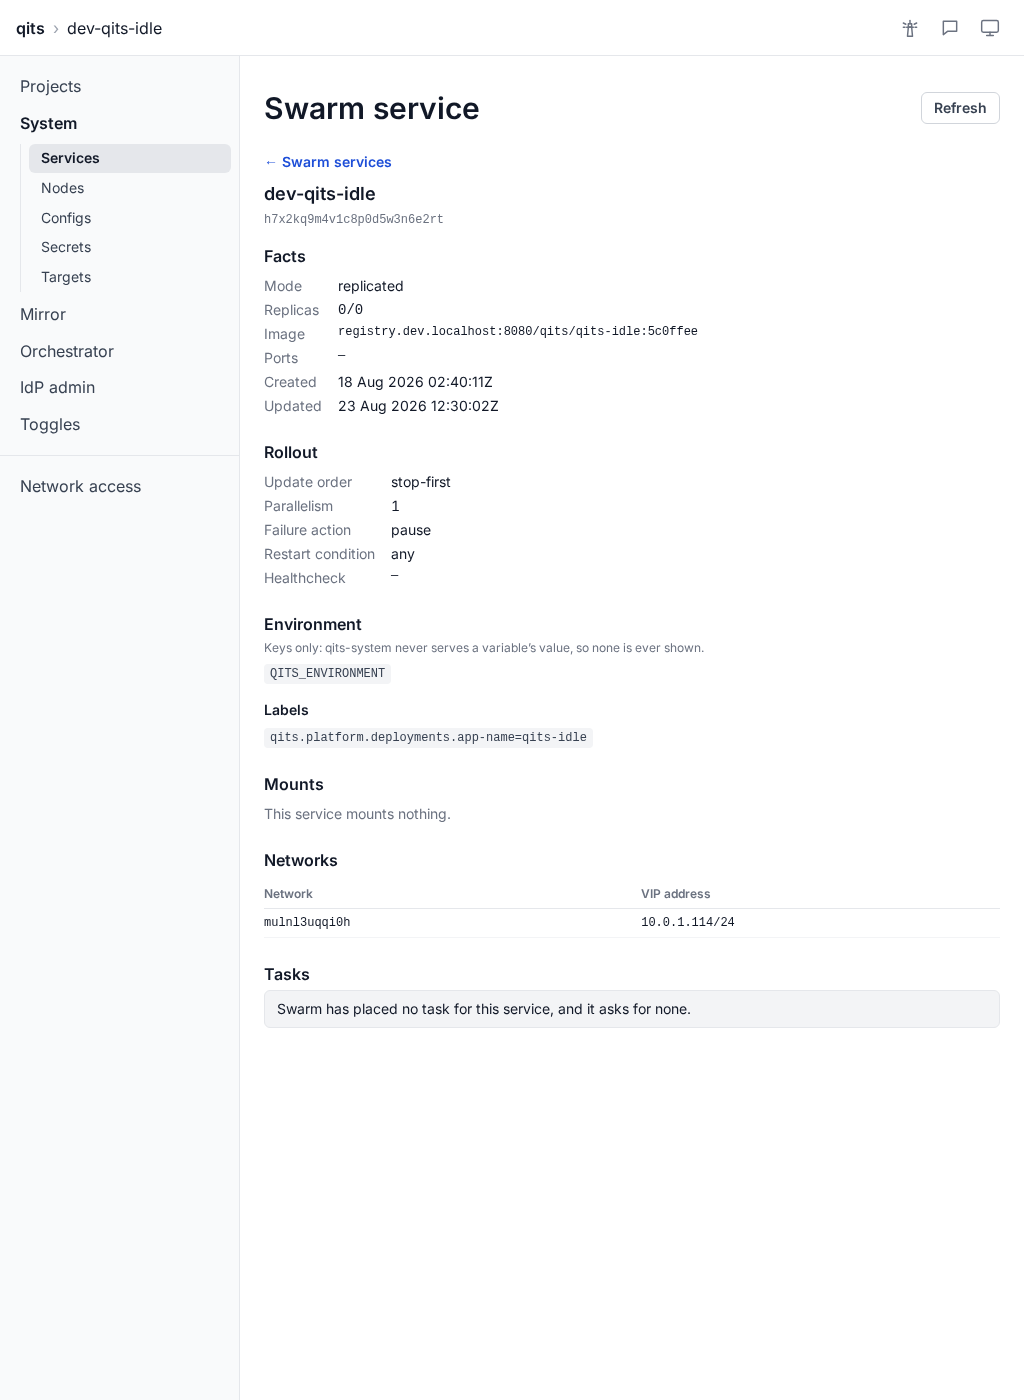 qits › dev-qits-idle
Projects
System
Services
Nodes
Configs
Secrets
Targets
Mirror
Orchestrator
IdP admin
Toggles
Network access
Swarm service
Refresh
← Swarm services
dev-qits-idle
h7x2kq9m4v1c8p0d5w3n6e2rt
Facts
Mode replicated
Replicas 0/0
Image registry.dev.localhost:8080/qits/qits-idle:5c0ffee
Ports –
Created 18 Aug 2026 02:40:11Z
Updated 23 Aug 2026 12:30:02Z
Rollout
Update order stop-first
Parallelism 1
Failure action pause
Restart condition any
Healthcheck –
Environment
Keys only: qits-system never serves a variable’s value, so none is ever shown.
QITS_ENVIRONMENT
Labels
qits.platform.deployments.app-name=qits-idle
Mounts
This service mounts nothing.
Networks
Network VIP address
mulnl3uqqi0h 10.0.1.114/24
Tasks
Swarm has placed no task for this service, and it asks for none.